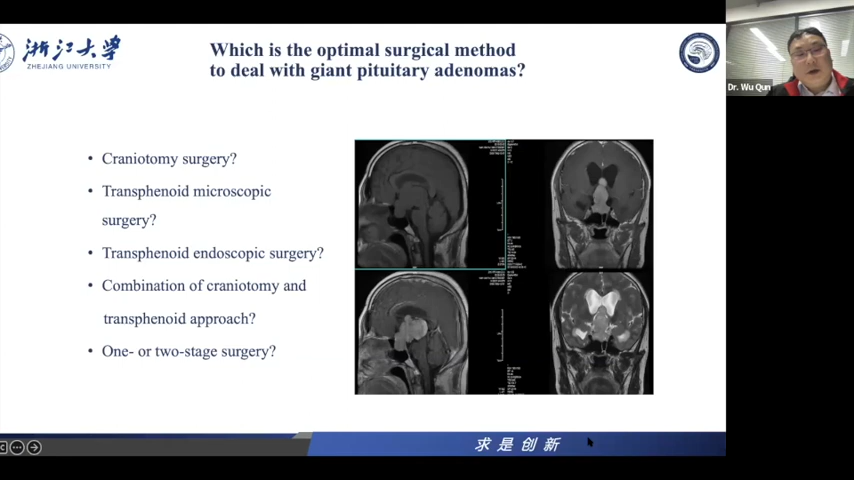 浙江大学
ZHEJIANG UNIVERSITY
Which is the optimal surgical method
to deal with giant pituitary adenomas?
Dr. Wu Qun
• Craniotomy surgery?
• Transphenoid microscopic
surgery?
• Transphenoid endoscopic surgery?
• Combination of craniotomy and
transphenoid approach?
• One- or two-stage surgery?
求是创新